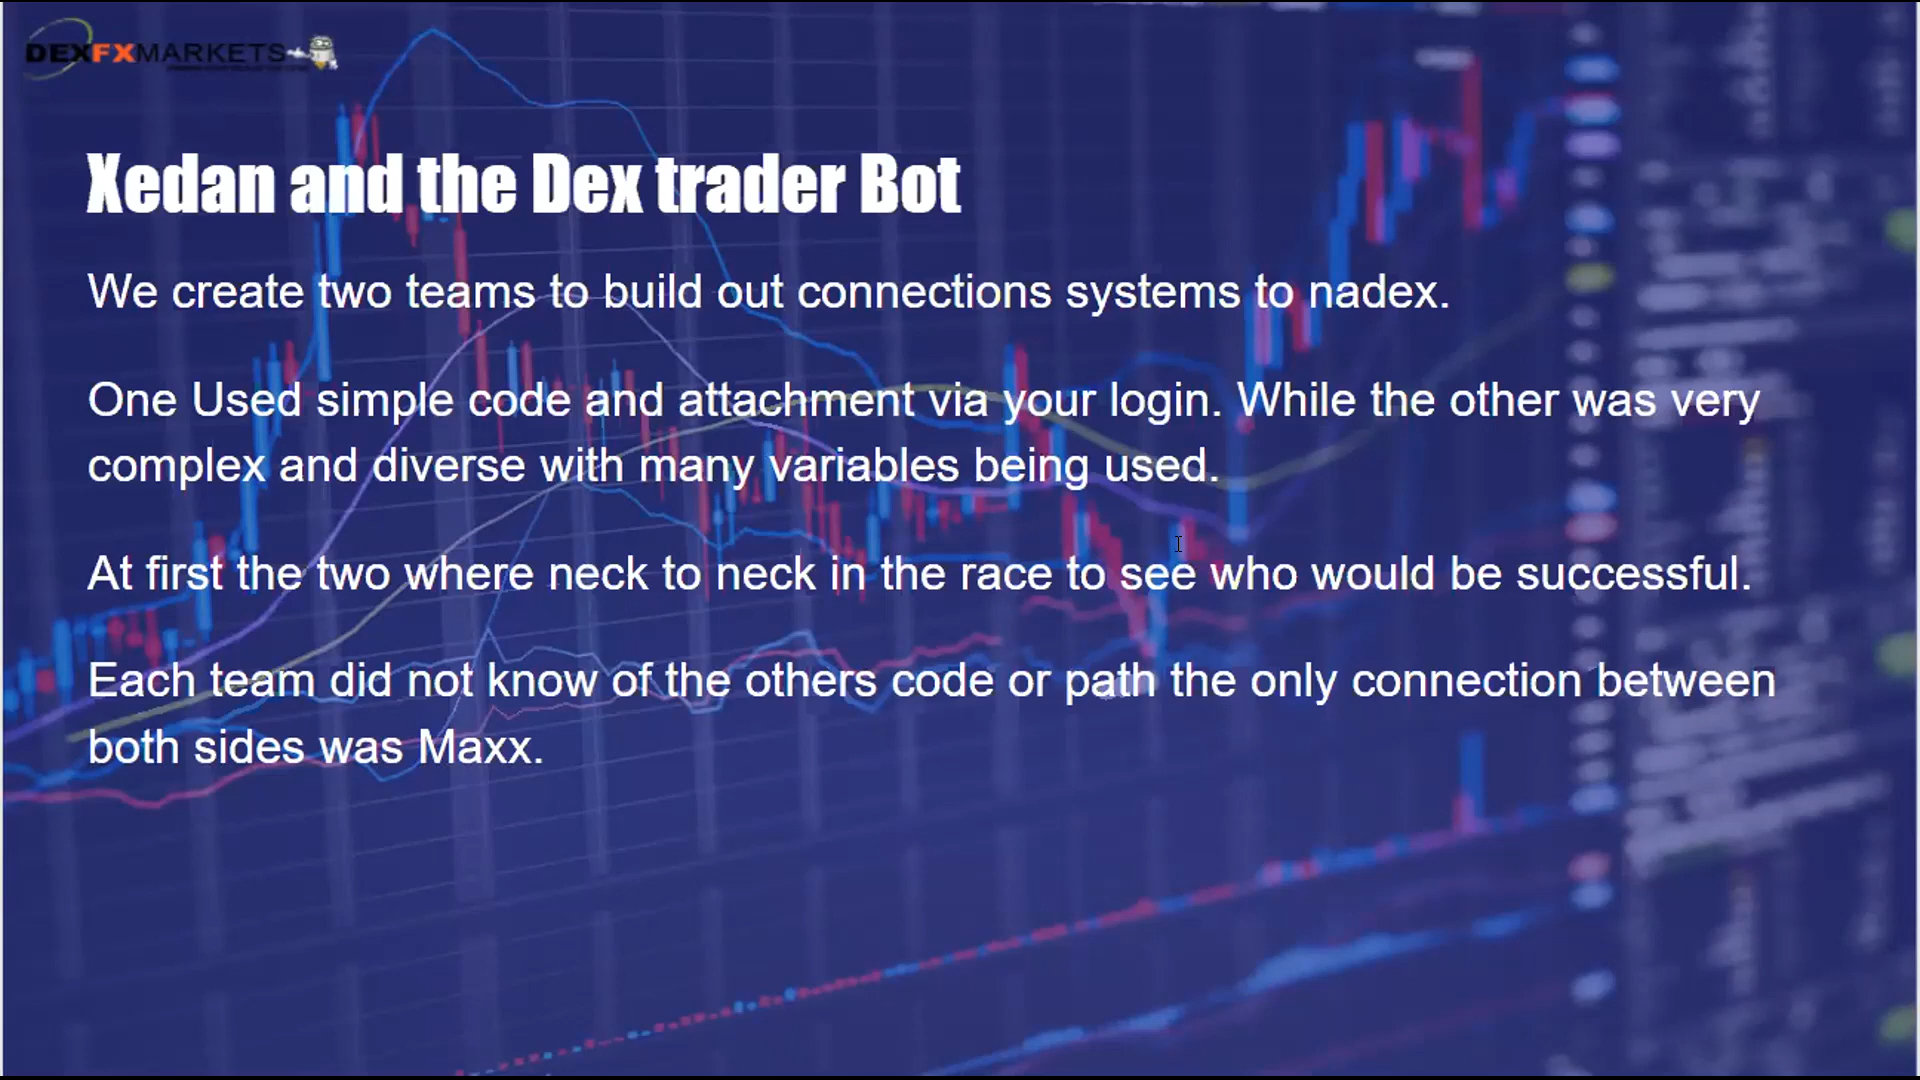 DEXFXMARKETS
Xedan and the Dex trader Bot
We create two teams to build out connections systems to nadex.
One Used simple code and attachment via your login. While the other was very
complex and diverse with many variables being used.
At first the two where neck to neck in the race to see who would be successful.
Each team did not know of the others code or path the only connection between
both sides was Maxx.